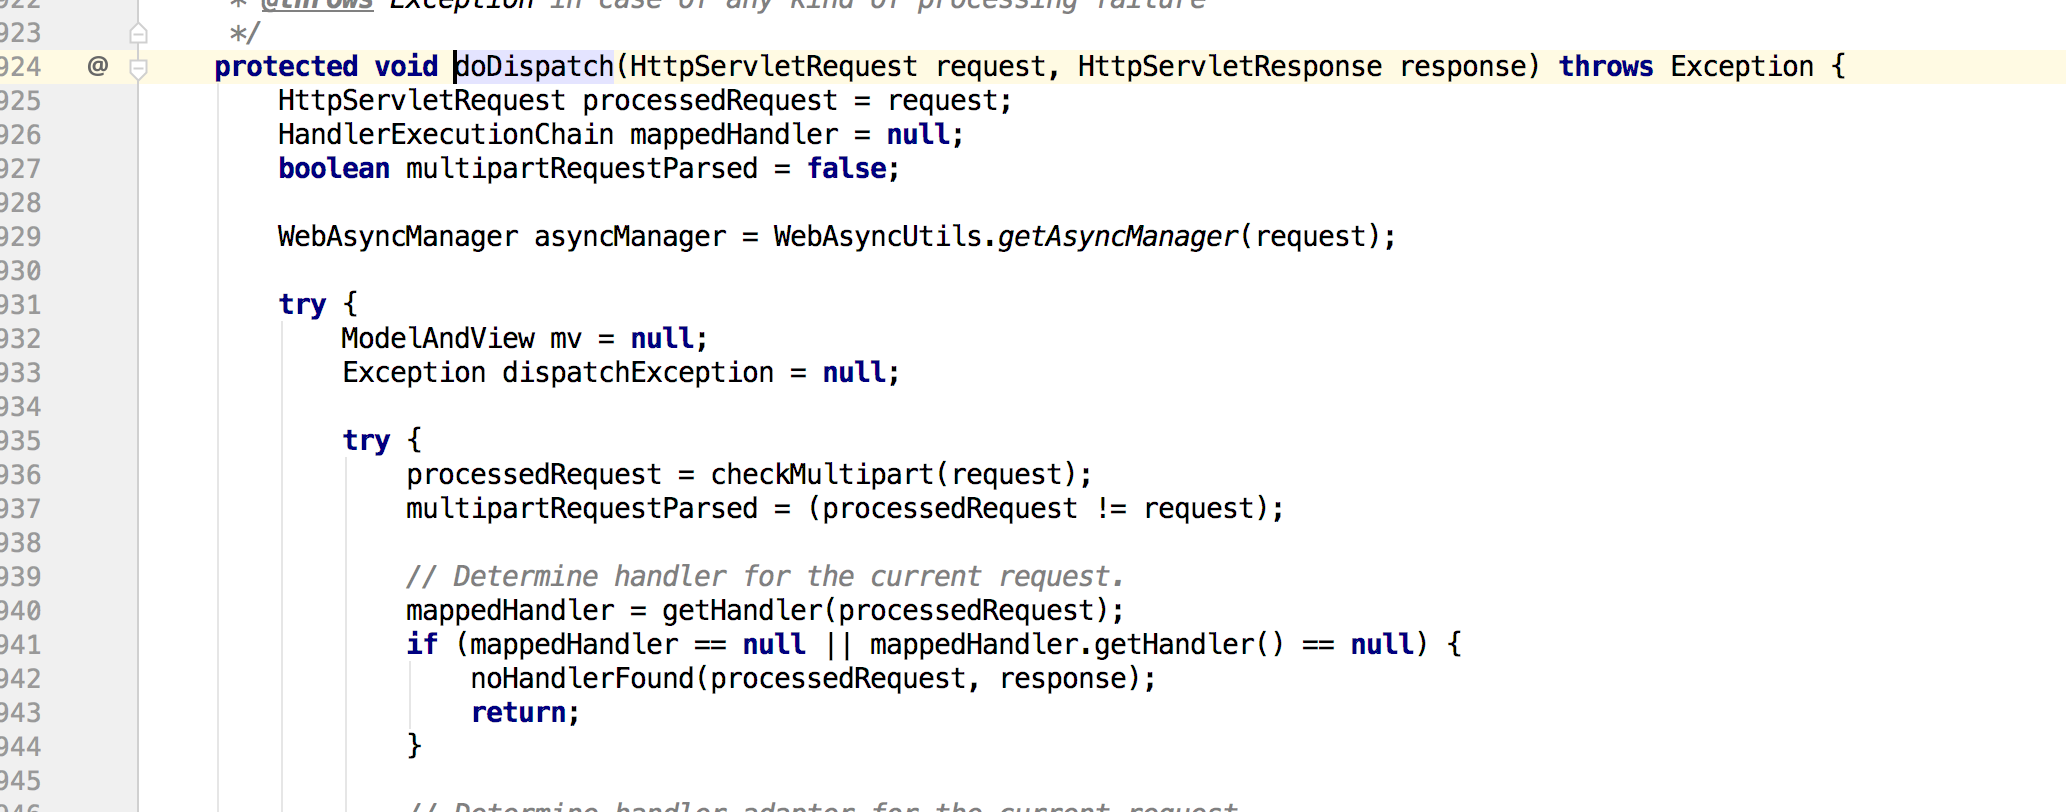 922 * @throws Exception in case of any kind of processing failure
923 */
924 @ protected void doDispatch(HttpServletRequest request, HttpServletResponse response) throws Exception {
925 HttpServletRequest processedRequest = request;
926 HandlerExecutionChain mappedHandler = null;
927 boolean multipartRequestParsed = false;
928
929 WebAsyncManager asyncManager = WebAsyncUtils.getAsyncManager(request);
930
931 try {
932 ModelAndView mv = null;
933 Exception dispatchException = null;
934
935 try {
936 processedRequest = checkMultipart(request);
937 multipartRequestParsed = (processedRequest != request);
938
939 // Determine handler for the current request.
940 mappedHandler = getHandler(processedRequest);
941 if (mappedHandler == null || mappedHandler.getHandler() == null) {
942 noHandlerFound(processedRequest, response);
943 return;
944 }
945
946 // Determine handler adapter for the current request.